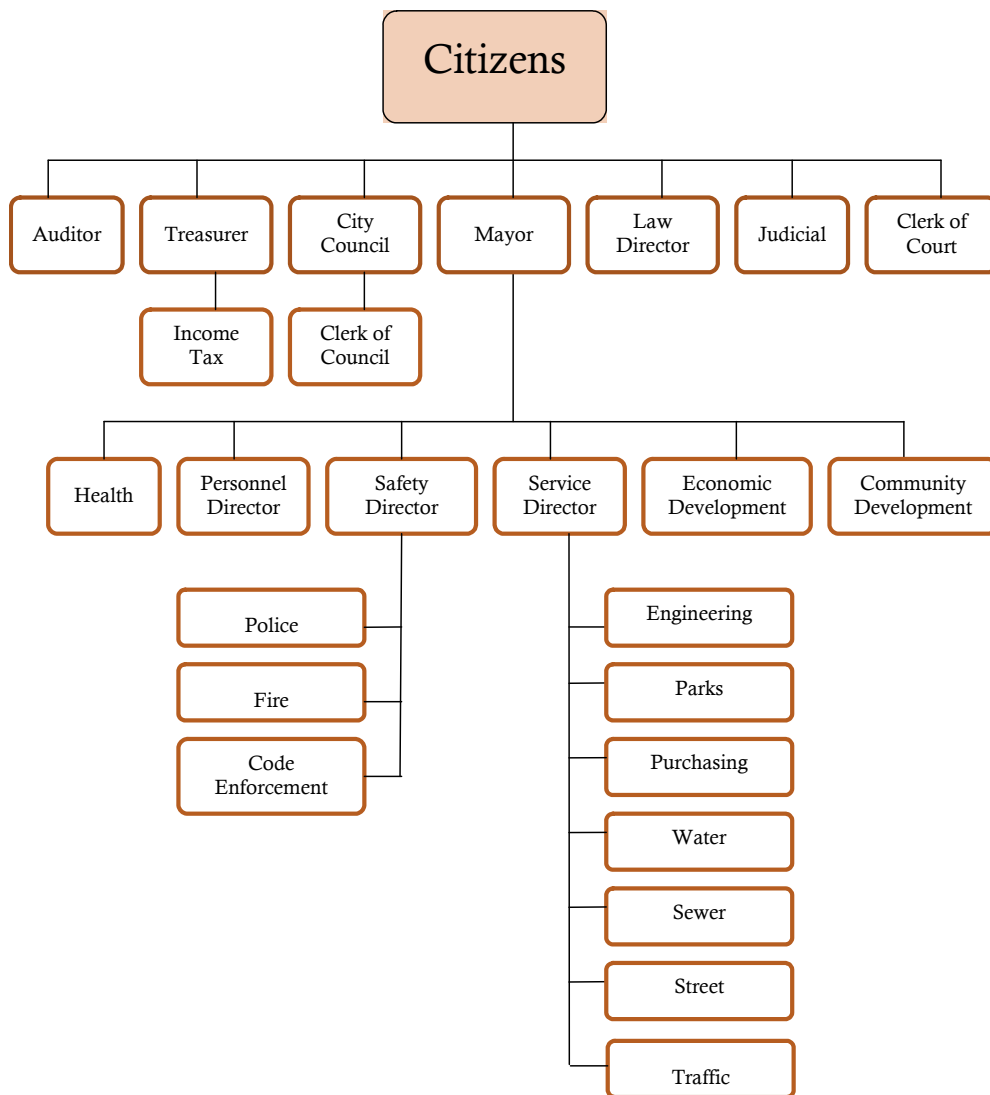 Citizens
Auditor
Treasurer
City
Council
Mayor
Law
Director
Judicial
Clerk of
Court
Income
Tax
Clerk of
Council
Health
Personnel
Director
Safety
Director
Service
Director
Economic
Development
Community
Development
Police
Fire
Code
Enforcement
Engineering
Parks
Purchasing
Water
Sewer
Street
Traffic